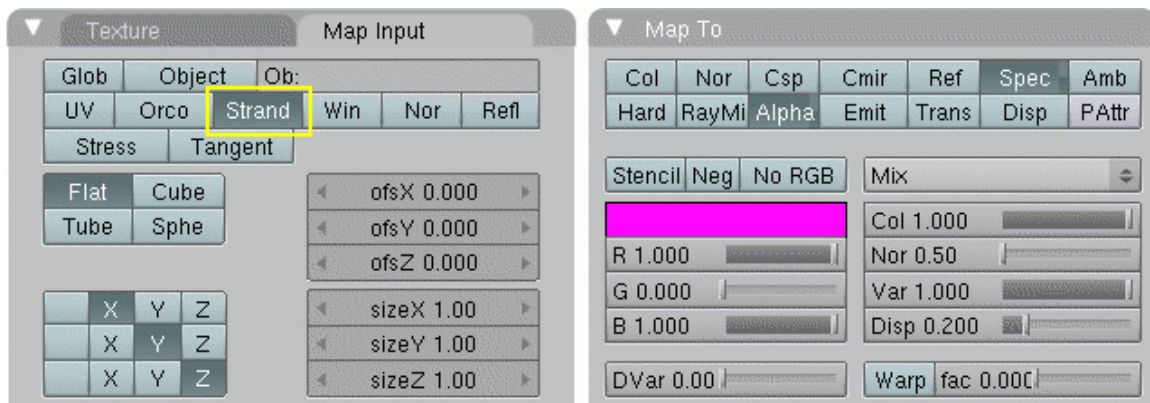 Texture Map Input
Glob Object Ob:
UV Orco Strand Win Nor Refl
Stress Tangent
Flat Cube
Tube Sphe
ofsX 0.000
ofsY 0.000
ofsZ 0.000
X Y Z
X Y Z
X Y Z
sizeX 1.00
sizeY 1.00
sizeZ 1.00
Map To
Col Nor Csp Cmir Ref Spec Amb
Hard RayMi Alpha Emit Trans Disp PAttr
Stencil Neg No RGB
R 1.000
G 0.000
B 1.000
DVar 0.00
Mix
Col 1.000
Nor 0.50
Var 1.000
Disp 0.200
Warp fac 0.000